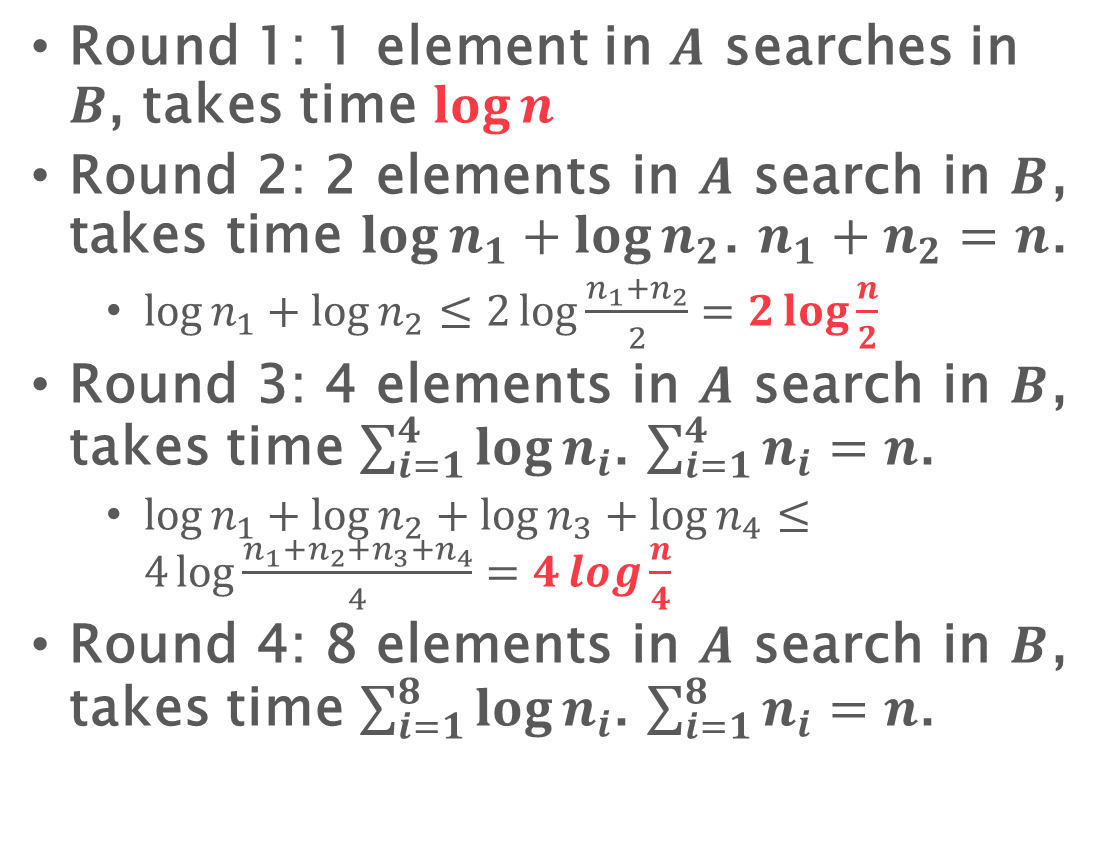 • Round 1: 1 element in A searches in
B, takes time log n
• Round 2: 2 elements in A search in B,
takes time log n₁ + log n₂. n₁ + n₂ = n.
• log n₁ + log n₂ ≤ 2 log (n₁+n₂)/2 = 2 log n/2
• Round 3: 4 elements in A search in B,
takes time ∑⁴ᵢ₌₁ log nᵢ. ∑⁴ᵢ₌₁ nᵢ = n.
• log n₁ + log n₂ + log n₃ + log n₄ ≤
4 log (n₁+n₂+n₃+n₄)/4 = 4 log n/4
• Round 4: 8 elements in A search in B,
takes time ∑⁸ᵢ₌₁ log nᵢ. ∑⁸ᵢ₌₁ nᵢ = n.